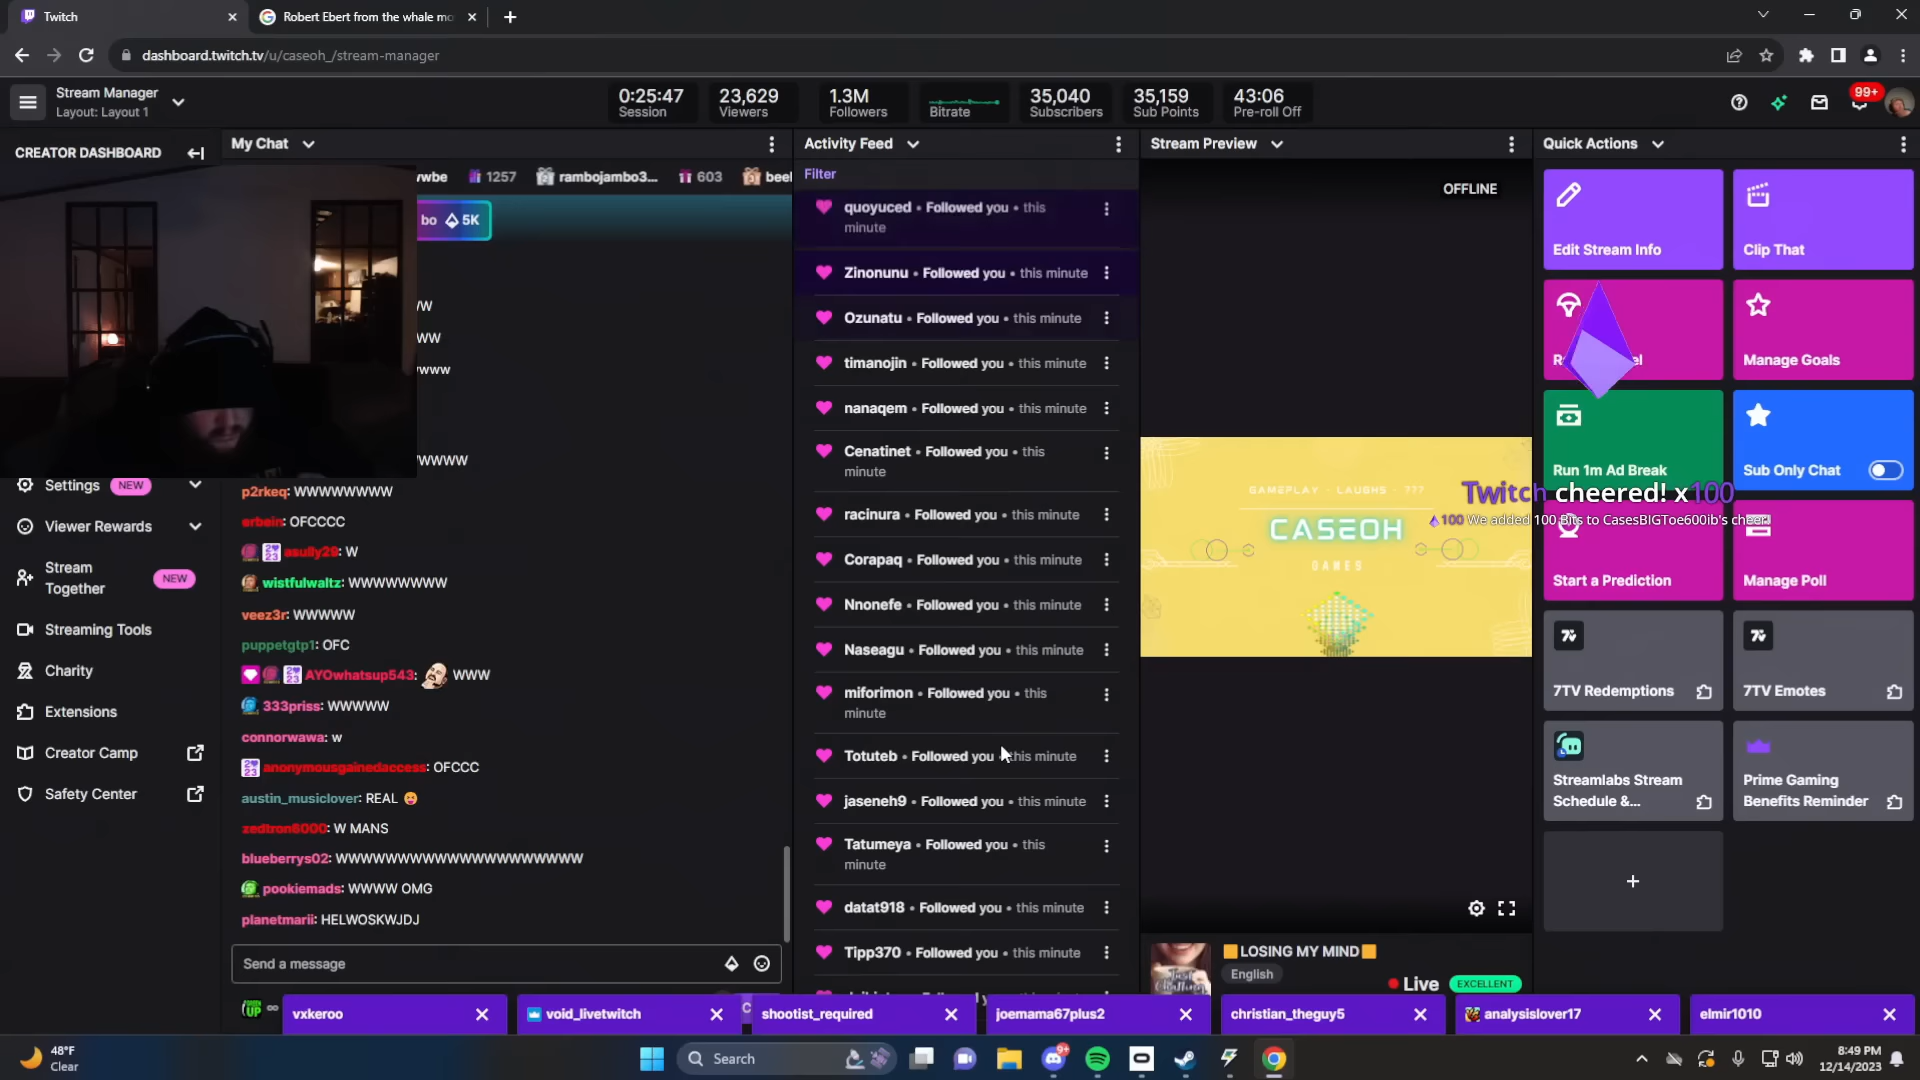 Twitch
Robert Ebert from the whale mo
dashboard.twitch.tv/u/caseoh_/stream-manager
Stream Manager
Layout: Layout 1
0:25:47
Session
23,629
Viewers
1.3M
Followers
Bitrate
35,040
Subscribers
35,159
Sub Points
43:06
Pre-roll Off
99+
CREATOR DASHBOARD
Settings NEW
Viewer Rewards
Stream
Together
NEW
Streaming Tools
Charity
Extensions
Creator Camp
Safety Center
My Chat
wwbe 1257 rambojambo3... 603 beel
bo 5K
p2rkeq: WWWWWWWW
erbein: OFCCCC
asully29: W
wistfulwaltz: WWWWWWWW
veez3r: WWWWW
puppetgtp1: OFC
AYOwhatsup543: WWW
333priss: WWWWW
connorwawa: w
anonymousgainedaccess: OFCCC
austin_musiclover: REAL
zedtron6000: W MANS
blueberrys02: WWWWWWWWWWWWWWWWWWWW
pookiemads: WWWW OMG
planetmarii: HELWOSKWJDJ
Send a message
Activity Feed
Filter
quoyuced • Followed you • this
minute
Zinonunu • Followed you • this minute
Ozunatu • Followed you • this minute
timanojin • Followed you • this minute
nanaqem • Followed you • this minute
Cenatinet • Followed you • this
minute
racinura • Followed you • this minute
Corapaq • Followed you • this minute
Nnonefe • Followed you • this minute
Naseagu • Followed you • this minute
miforimon • Followed you • this
minute
Totuteb • Followed you • this minute
jaseneh9 • Followed you • this minute
Tatumeya • Followed you • this
minute
datat918 • Followed you • this minute
Tipp370 • Followed you • this minute
Stream Preview
OFFLINE
GAMEPLAY - LAUGHS - ???
CASEOH
GAMES
LOSING MY MIND
English
Live EXCELLENT
Quick Actions
Edit Stream Info
Clip That
Manage Goals
Run 1m Ad Break
Sub Only Chat
Twitch cheered! x100
100 We added 100 Bits to CasesBIGToe600ib's cheer!
Start a Prediction
Manage Poll
7TV Redemptions
7TV Emotes
Streamlabs Stream
Schedule &...
Prime Gaming
Benefits Reminder
vxkeroo
void_livetwitch
shootist_required
joemama67plus2
christian_theguy5
analysislover17
elmir1010
48°F
Clear
Search
8:49 PM
12/14/2023